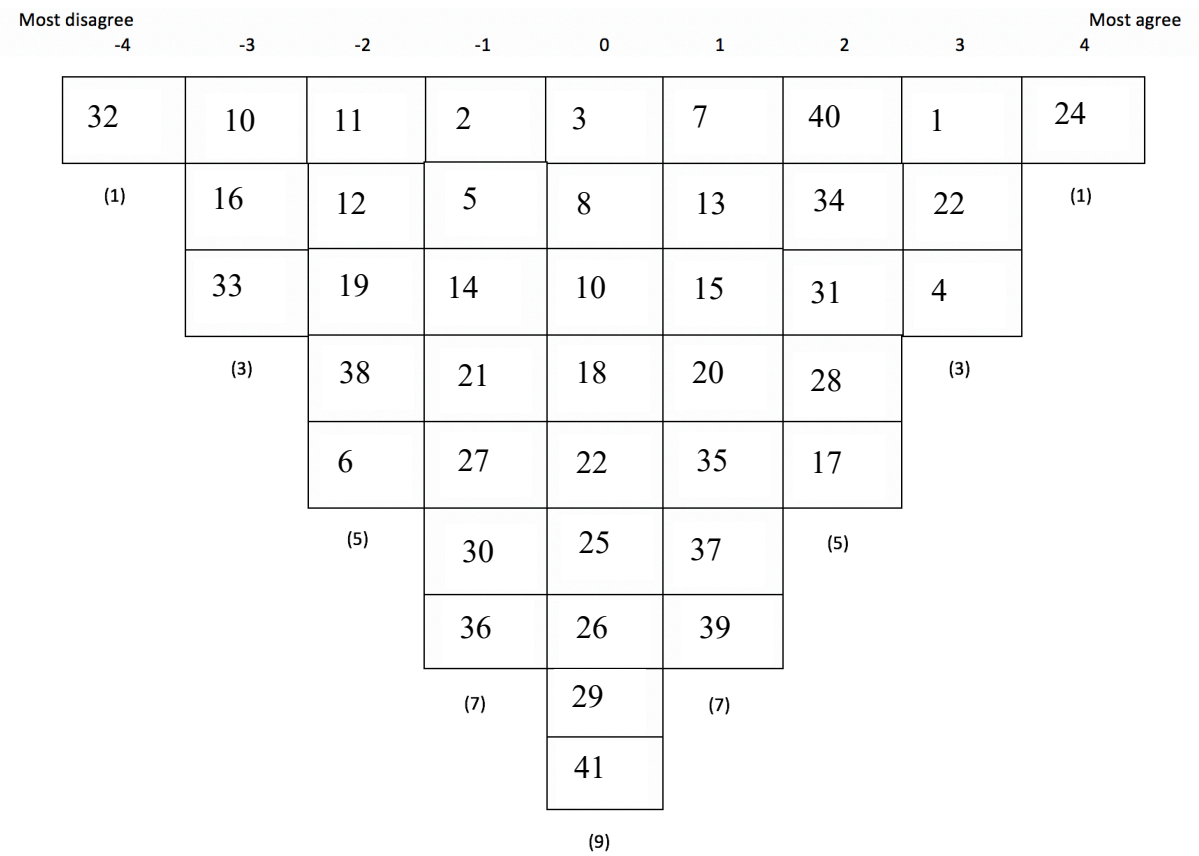 Most disagree Most agree
-4 -3 -2 -1 0 1 2 3 4
32 10 11 2 3 7 40 1 24
(1) 16 12 5 8 13 34 22 (1)
33 19 14 10 15 31 4
(3) 38 21 18 20 28 (3)
6 27 22 35 17
(5) 30 25 37 (5)
36 26 39
(7) 29 (7)
41
(9)